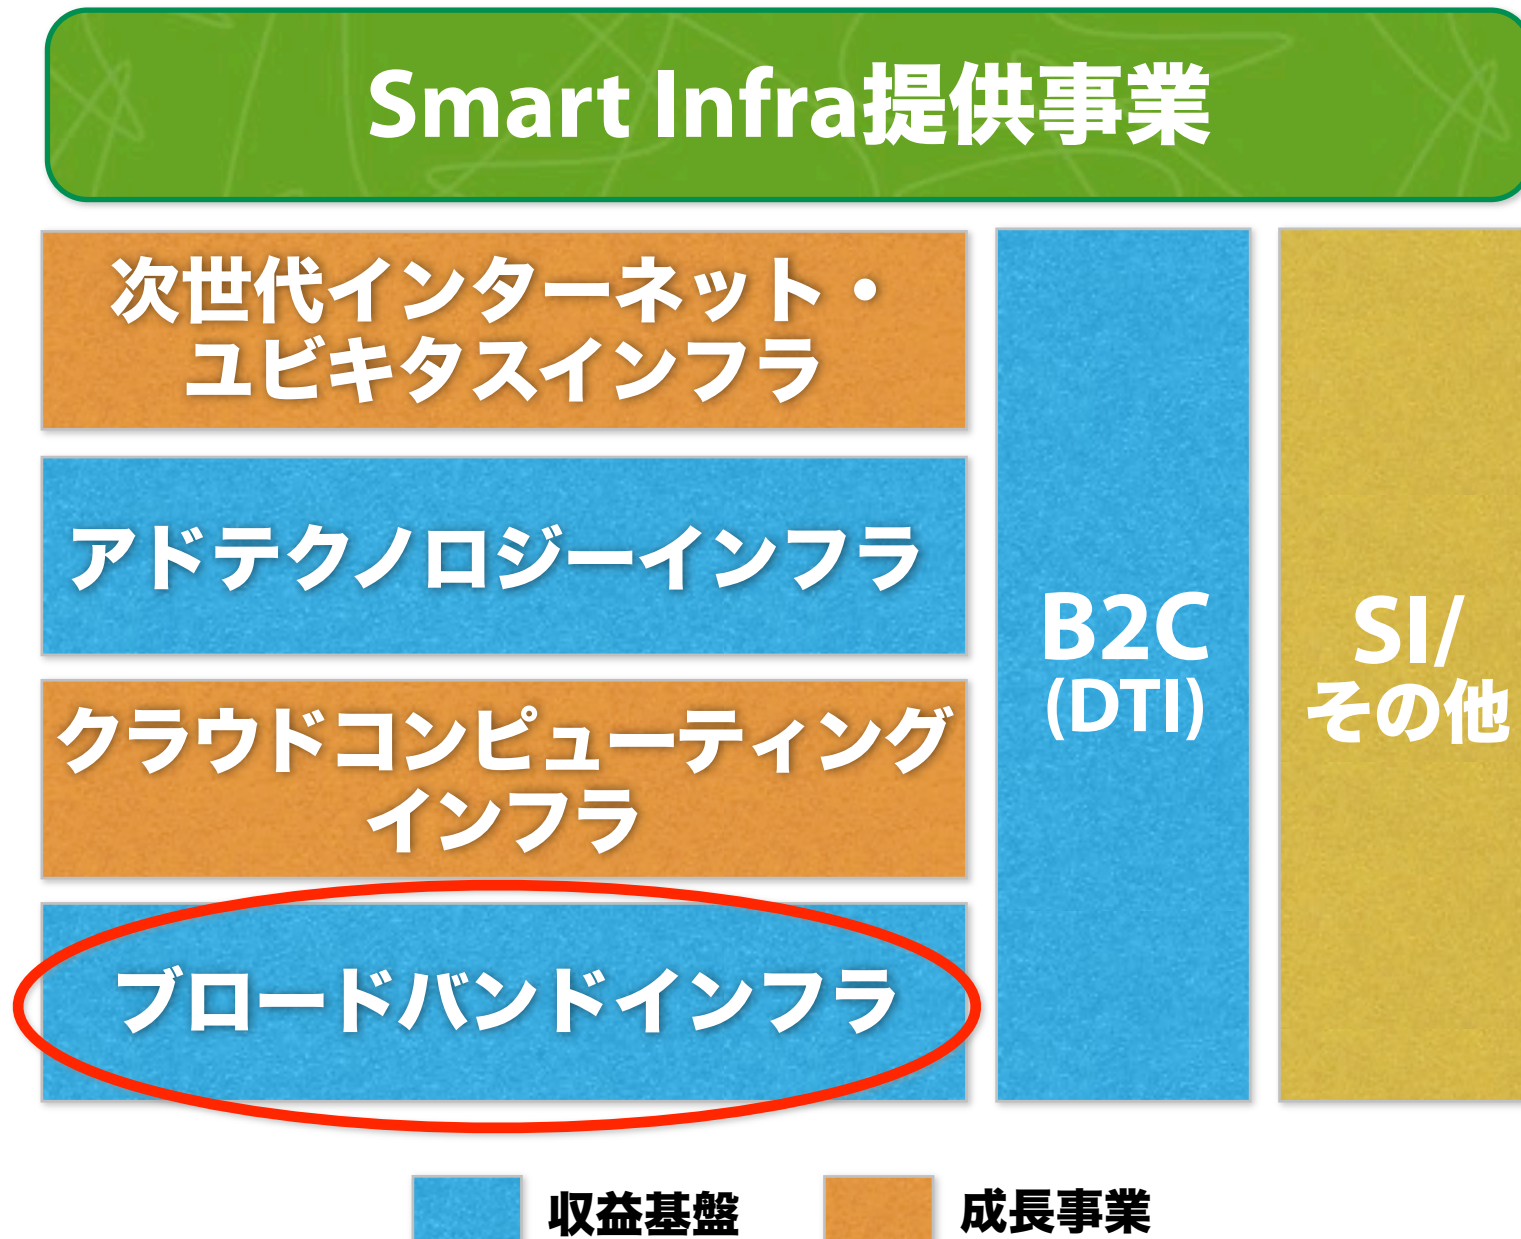 Smart Infra提供事業
次世代インターネット・
ユビキタスインフラ
アドテクノロジーインフラ
クラウドコンピューティング
インフラ
ブロードバンドインフラ
B2C
(DTI)
SI/
その他
収益基盤
成長事業